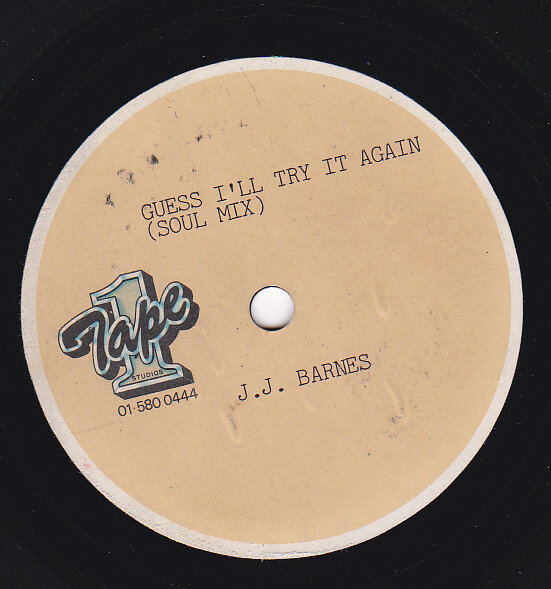 GUESS I'LL TRY IT AGAIN
(SOUL MIX)
Tape 1
STUDIOS
01·580 0444
J.J. BARNES